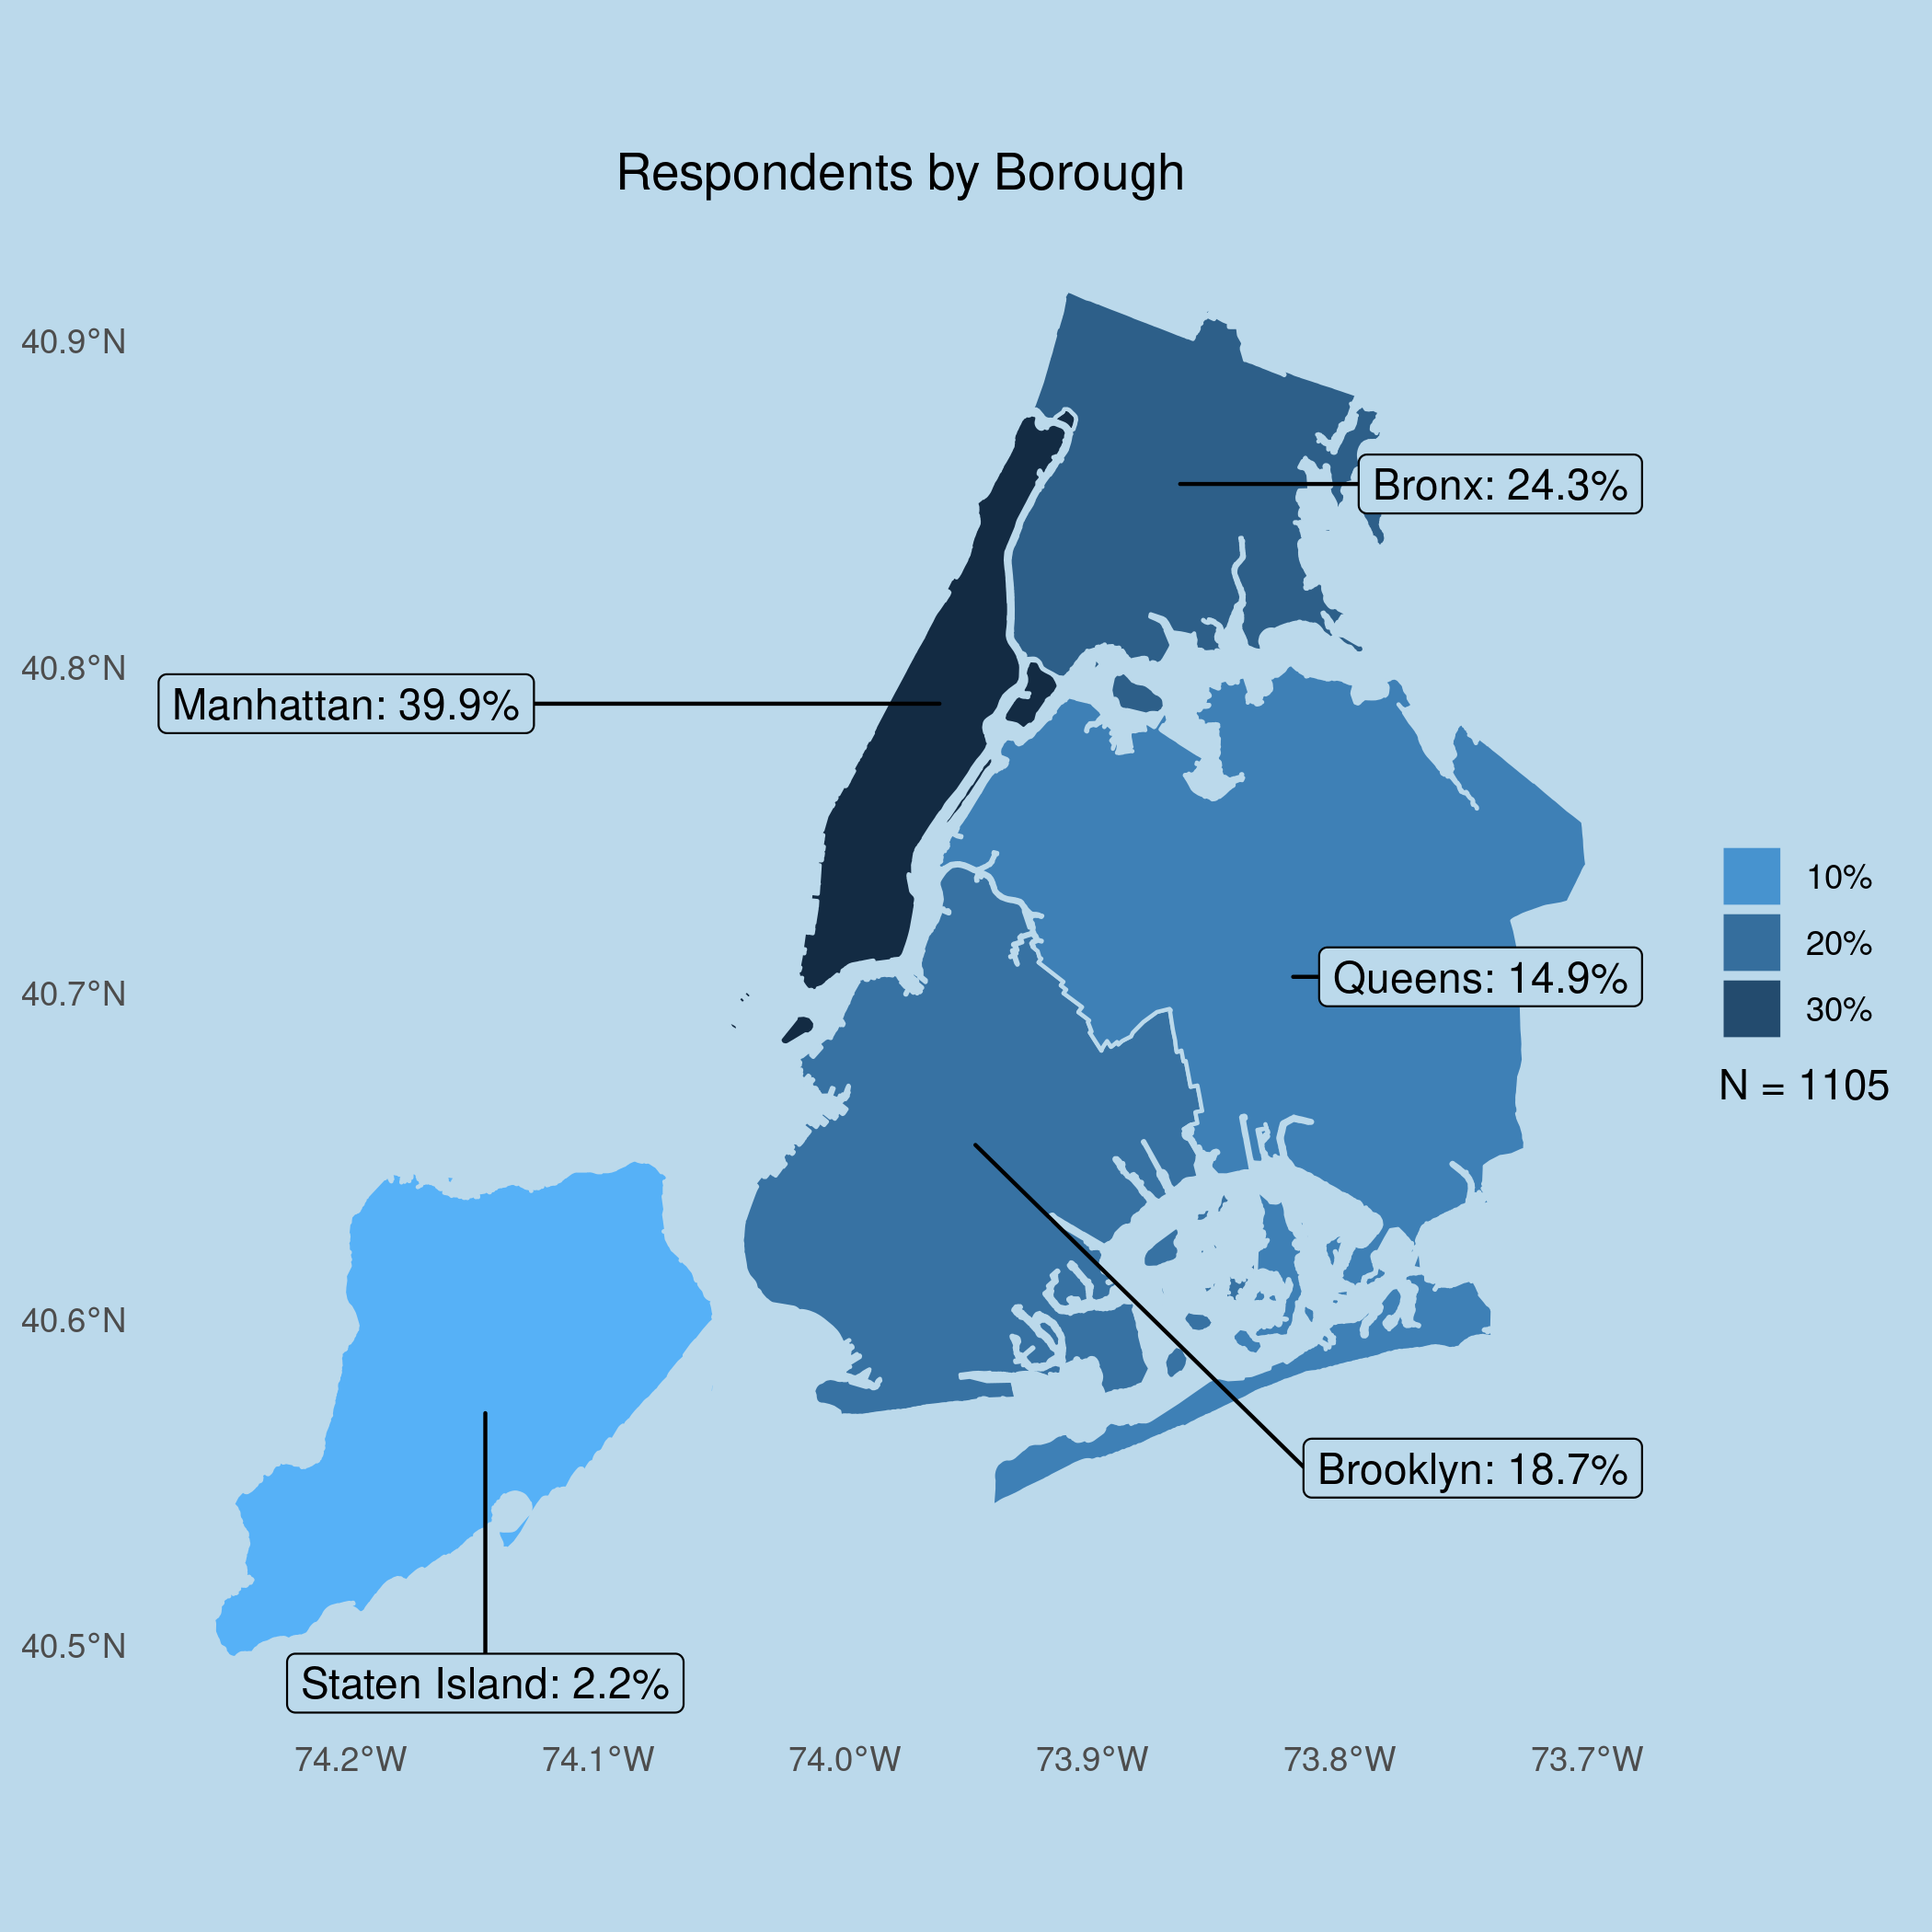 Respondents by Borough
40.9°N
40.8°N
40.7°N
40.6°N
40.5°N
Bronx: 24.3%
Manhattan: 39.9%
Queens: 14.9%
Brooklyn: 18.7%
Staten Island: 2.2%
10%
20%
30%
N = 1105
74.2°W
74.1°W
74.0°W
73.9°W
73.8°W
73.7°W